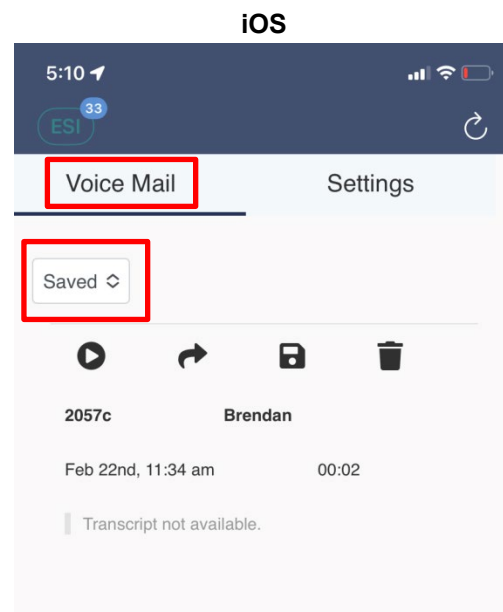 iOS
5:10
ESI 33
Voice Mail Settings
Saved
2057c Brendan
Feb 22nd, 11:34 am 00:02
Transcript not available.